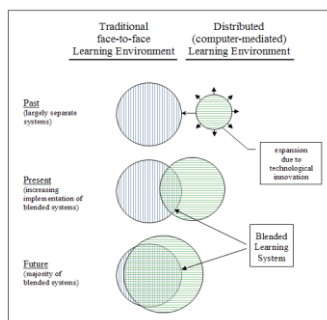 Traditional
face-to-face
Learning Environment
Distributed
(computer-mediated)
Learning Environment
Past
(largely separate
systems)
expansion
due to
technological
innovation
Present
(increasing
implementation of
blended systems)
Blended
Learning
System
Future
(majority of
blended systems)